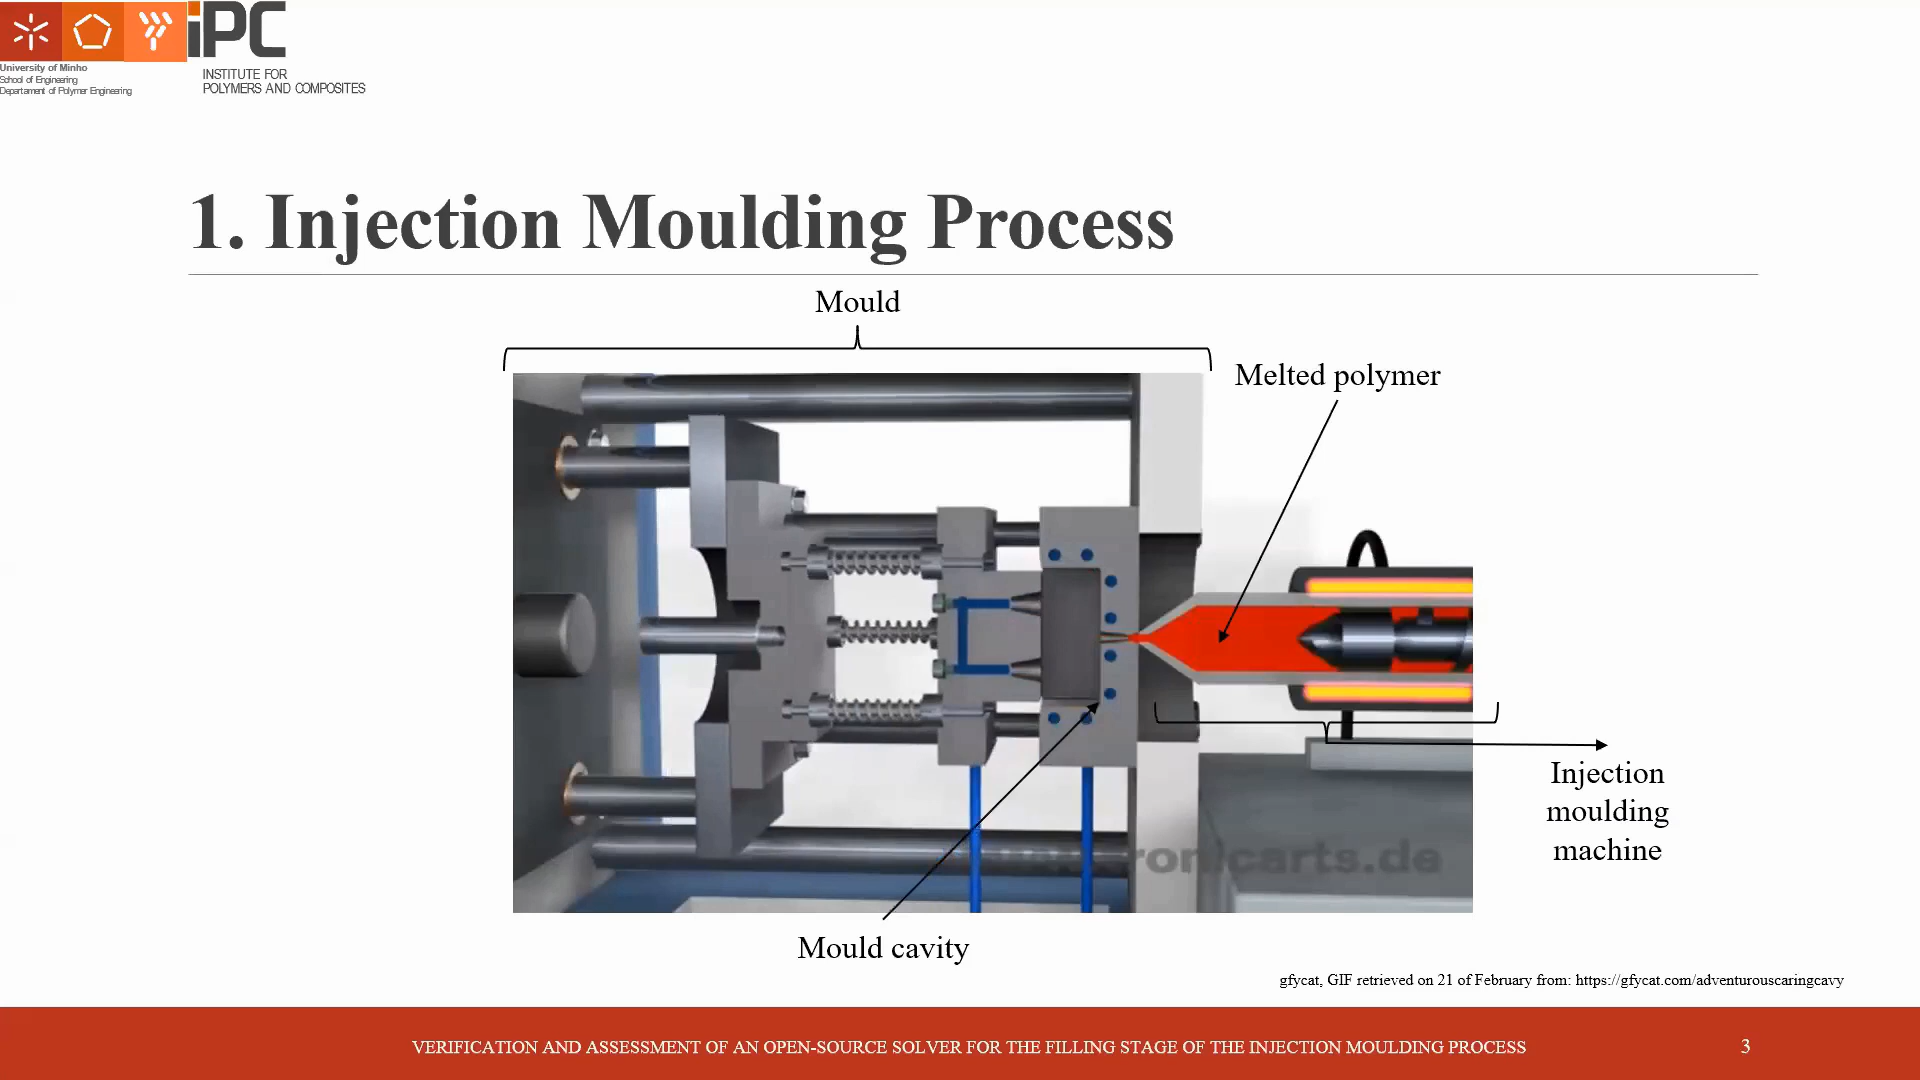 iPC
University of Minho
School of Engineering
Departament of Polymer Engineering
INSTITUTE FOR
POLYMERS AND COMPOSITES
1. Injection Moulding Process
Mould
Melted polymer
Injection
moulding
machine
Mould cavity
gfycat, GIF retrieved on 21 of February from: https://gfycat.com/adventurouscaringcavy
VERIFICATION AND ASSESSMENT OF AN OPEN-SOURCE SOLVER FOR THE FILLING STAGE OF THE INJECTION MOULDING PROCESS
3